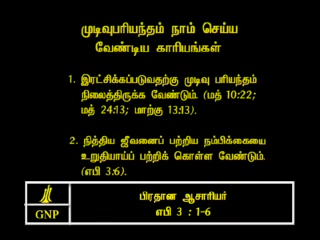 முடிவுபரியந்தம் நாம் செய்ய
வேண்டிய காரியங்கள்
1. இரட்சிக்கப்படுவதற்கு முடிவு பரியந்தம்
நிலைத்திருக்க வேண்டும். (மத் 10:22;
மத் 24:13; மாற்கு 13:13).
2. நித்திய ஜீவனைப் பற்றிய நம்பிக்கையை
உறுதியாய்ப் பற்றிக் கொள்ள வேண்டும்.
(எபி 3:6).
GNP
பிரதான ஆசாரியர்
எபி 3 : 1-6